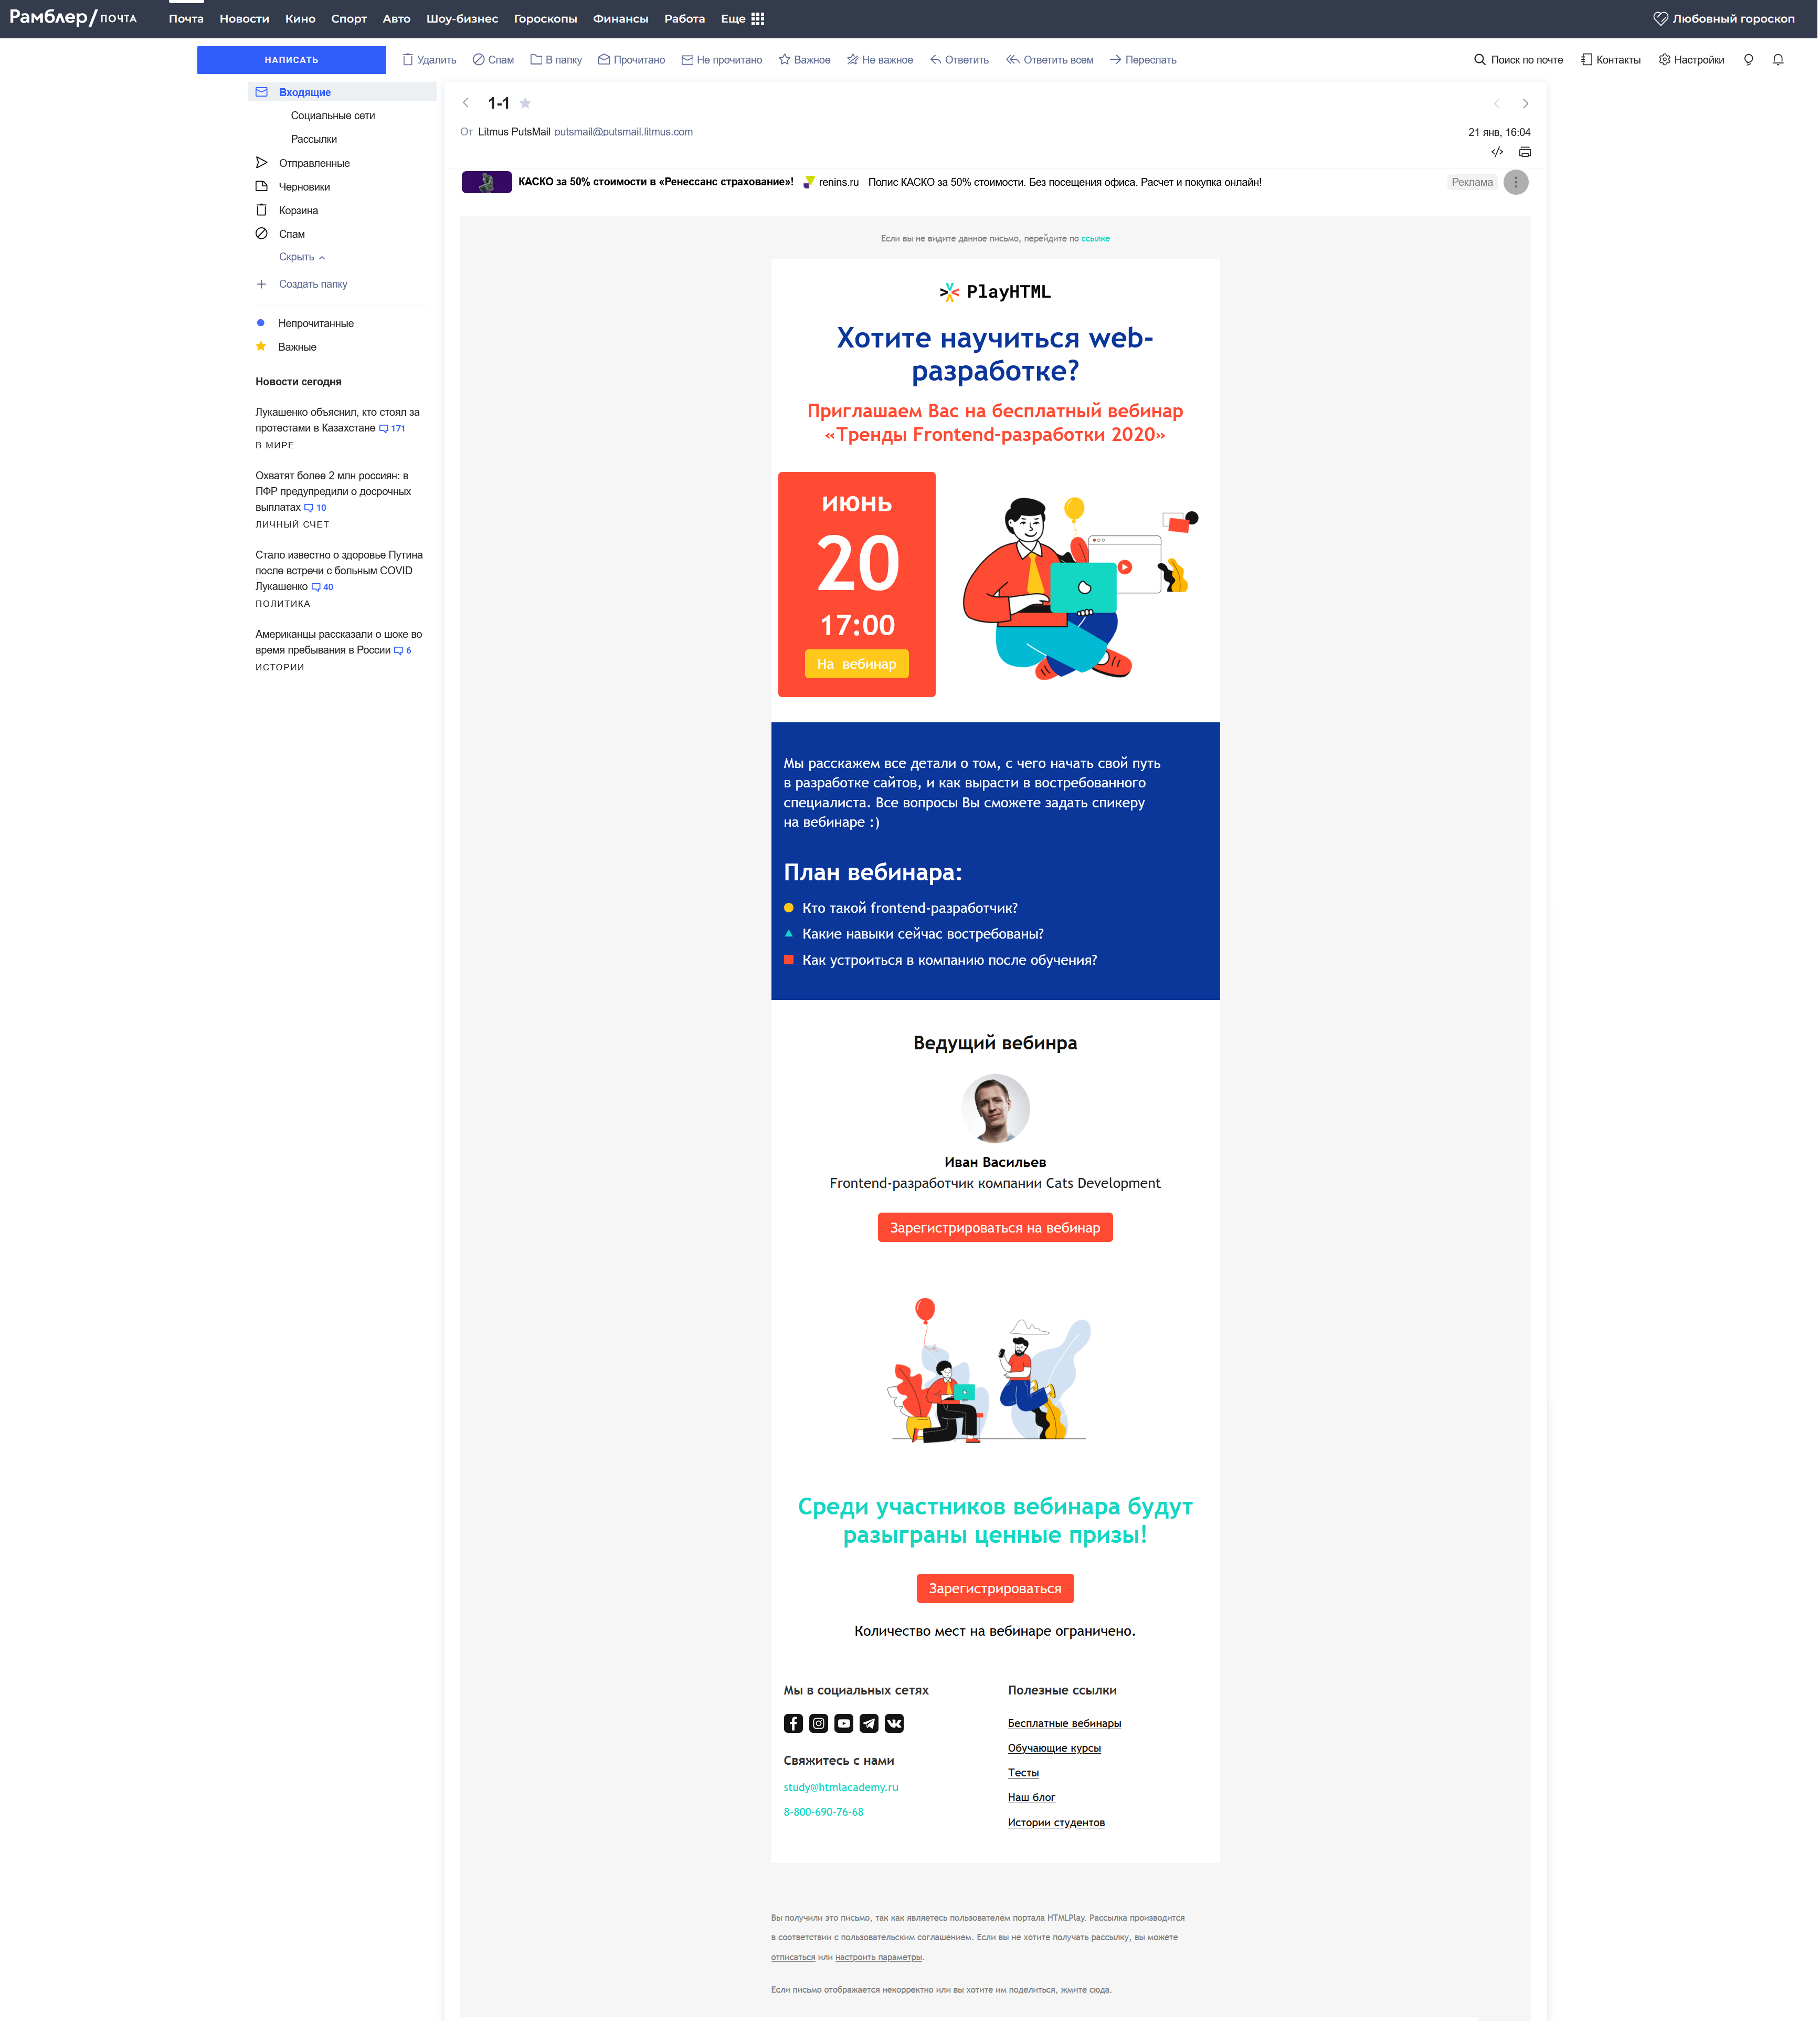 Рамблер/ПОЧТА Почта Новости Кино Спорт Авто Шоу-бизнес Гороскопы Финансы Работа Еще Любовный гороскоп
НАПИСАТЬ Удалить Спам В папку Прочитано Не прочитано Важное Не важное Ответить Ответить всем Переслать Поиск по почте Контакты Настройки
Входящие
Социальные сети
Рассылки
Отправленные
Черновики
Корзина
Спам
Скрыть
Создать папку
Непрочитанные
Важные
Новости сегодня
Лукашенко объяснил, кто стоял за
протестами в Казахстане 171
В МИРЕ
Охватят более 2 млн россиян: в
ПФР предупредили о досрочных
выплатах 10
ЛИЧНЫЙ СЧЕТ
Стало известно о здоровье Путина
после встречи с больным COVID
Лукашенко 40
ПОЛИТИКА
Американцы рассказали о шоке во
время пребывания в России 6
ИСТОРИИ
1-1
От Litmus PutsMail putsmail@putsmail.litmus.com 21 янв, 16:04
КАСКО за 50% стоимости в «Ренессанс страхование»! renins.ru Полис КАСКО за 50% стоимости. Без посещения офиса. Расчет и покупка онлайн! Реклама
Если вы не видите данное письмо, перейдите по ссылке
PlayHTML
Хотите научиться web-
разработке?
Приглашаем Вас на бесплатный вебинар
«Тренды Frontend-разработки 2020»
июнь
20
17:00
На вебинар
Мы расскажем все детали о том, с чего начать свой путь
в разработке сайтов, и как вырасти в востребованного
специалиста. Все вопросы Вы сможете задать спикеру
на вебинаре :)
План вебинара:
Кто такой frontend-разработчик?
Какие навыки сейчас востребованы?
Как устроиться в компанию после обучения?
Ведущий вебинра
Иван Васильев
Frontend-разработчик компании Cats Development
Зарегистрироваться на вебинар
Среди участников вебинара будут
разыграны ценные призы!
Зарегистрироваться
Количество мест на вебинаре ограничено.
Мы в социальных сетях
Свяжитесь с нами
study@htmlacademy.ru
8-800-690-76-68
Полезные ссылки
Бесплатные вебинары
Обучающие курсы
Тесты
Наш блог
Истории студентов
Вы получили это письмо, так как являетесь пользователем портала HTMLPlay. Рассылка производится
в соответствии с пользовательским соглашением. Если вы не хотите получать рассылку, вы можете
отписаться или настроить параметры.
Если письмо отображается некорректно или вы хотите им поделиться, жмите сюда.